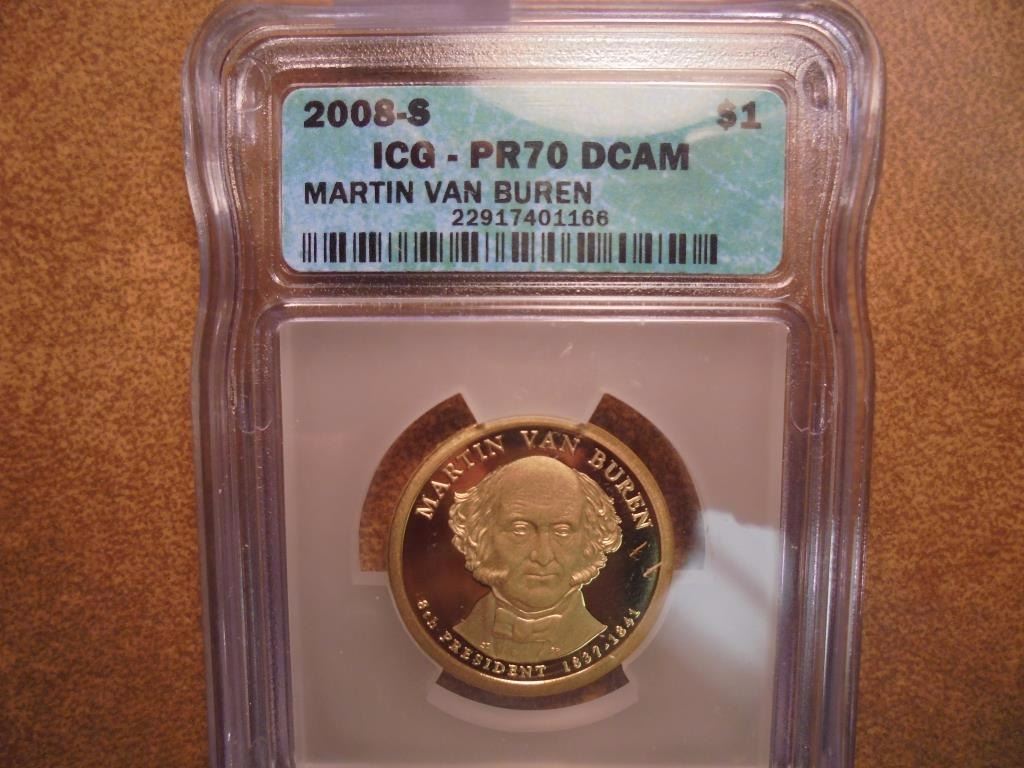 2008-S $1
ICG - PR70 DCAM
MARTIN VAN BUREN
22917401166
MARTIN VAN BUREN
8th PRESIDENT 1837-1841